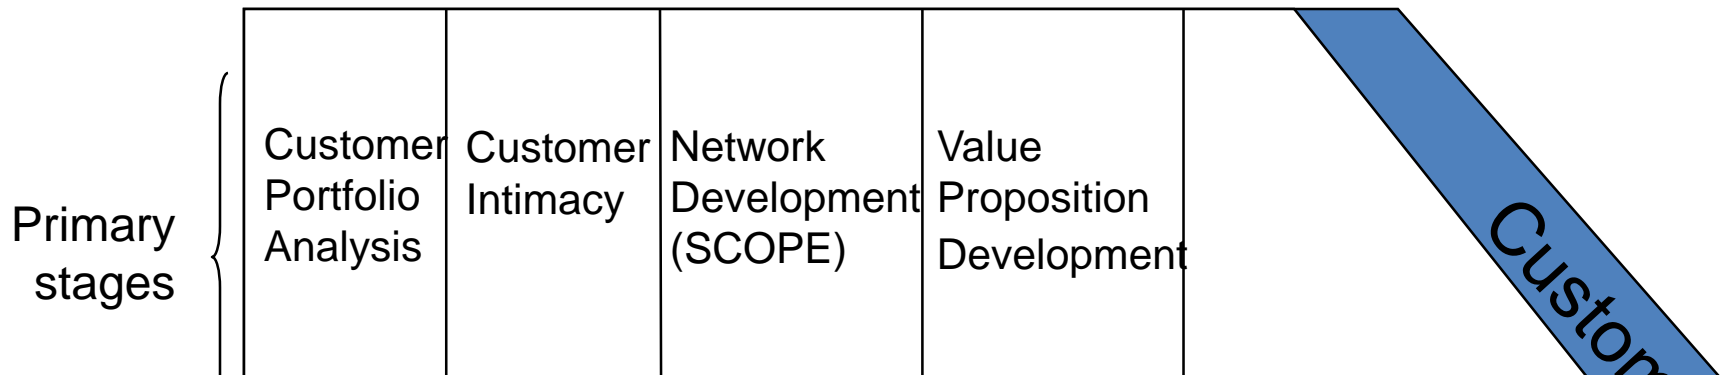 Primary
stages
Customer
Portfolio
Analysis
Customer
Intimacy
Network
Development
(SCOPE)
Value
Proposition
Development